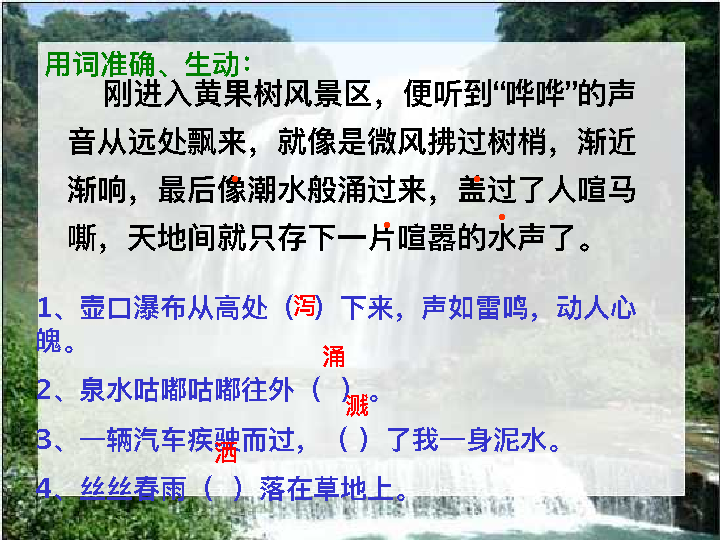 用词准确、生动：
刚进入黄果树风景区，便听到“哗哗”的声
音从远处飘来，就像是微风拂过树梢，渐近
渐响，最后像潮水般涌过来，盖过了人喧马
嘶，天地间就只存下一片喧嚣的水声了。
1、壶口瀑布从高处（泻）下来，声如雷鸣，动人心
魄。
涌
2、泉水咕嘟咕嘟往外（ ）。
溅
3、一辆汽车疾驶而过，（ ）了我一身泥水。
洒
4、丝丝春雨（ ）落在草地上。